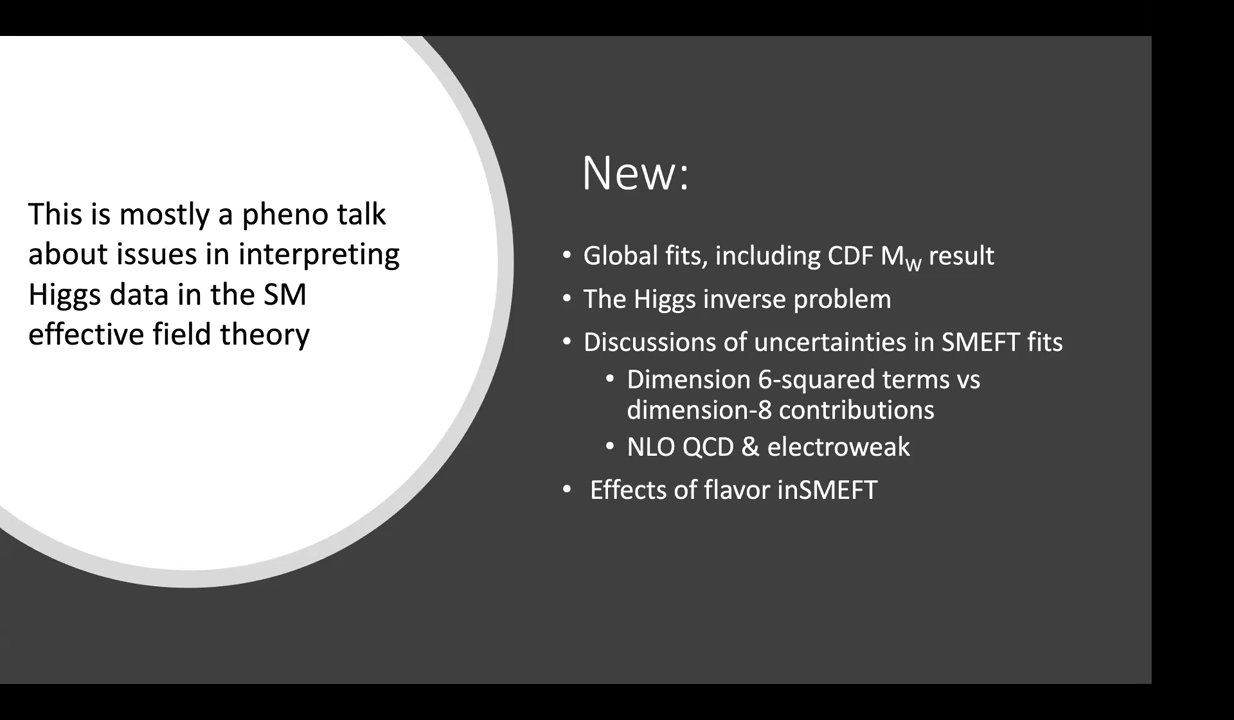 This is mostly a pheno talk
about issues in interpreting
Higgs data in the SM
effective field theory
New:
• Global fits, including CDF MW result
• The Higgs inverse problem
• Discussions of uncertainties in SMEFT fits
• Dimension 6-squared terms vs
dimension-8 contributions
• NLO QCD & electroweak
• Effects of flavor inSMEFT